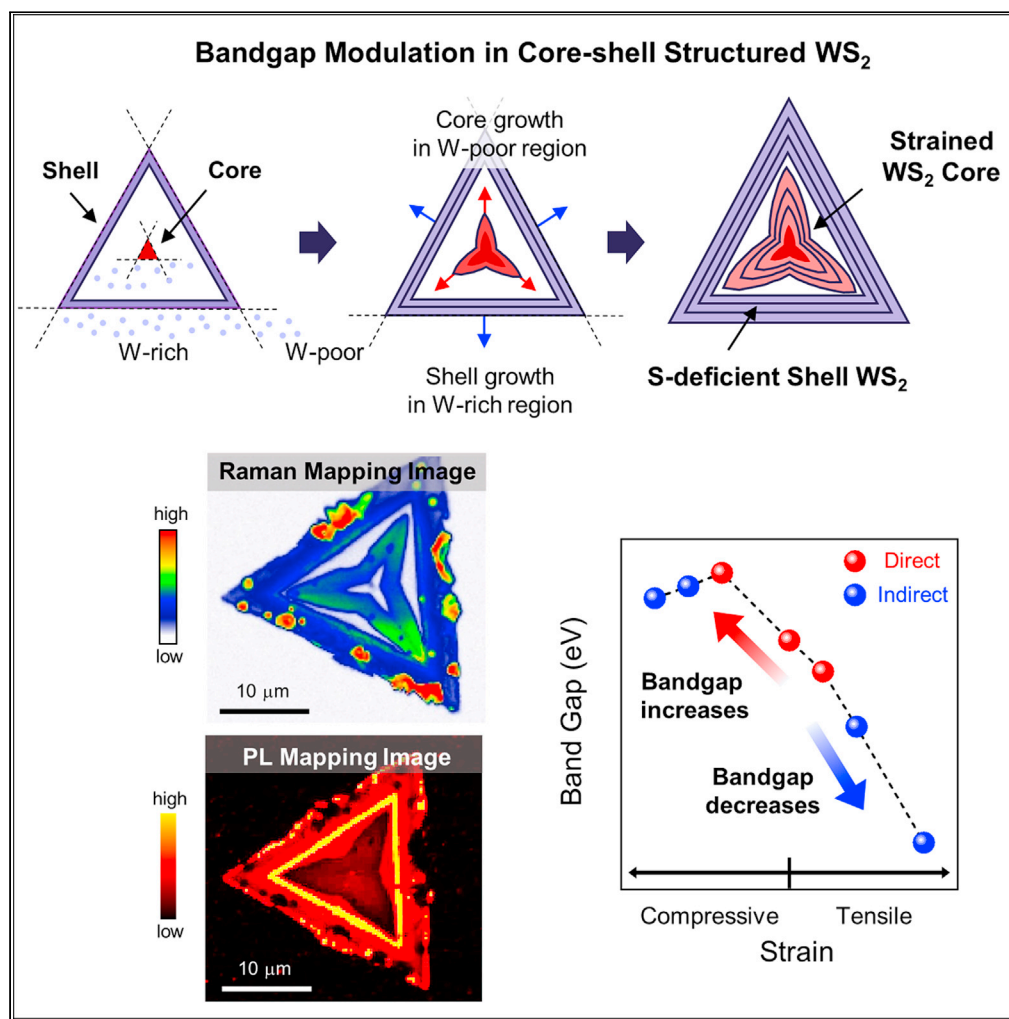 Bandgap Modulation in Core-shell Structured WS₂
Shell
Core
W-rich
W-poor
Core growth
in W-poor region
Shell growth
in W-rich region
Strained
WS₂ Core
S-deficient Shell WS₂
Raman Mapping Image
high
low
10 μm
PL Mapping Image
high
low
10 μm
Band Gap (eV)
Direct
Indirect
Bandgap
increases
Bandgap
decreases
Compressive
Tensile
Strain